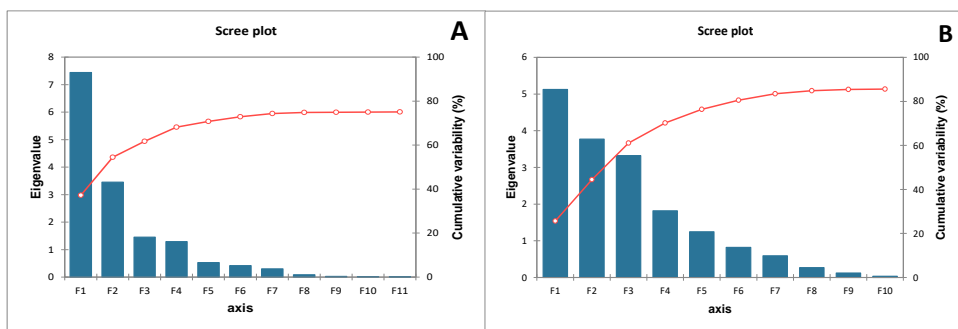 Scree plot
A
8
7
6
5
4
3
2
1
0
100
80
60
40
20
0
Eigenvalue
Cumulative variability (%)
F1 F2 F3 F4 F5 F6 F7 F8 F9 F10 F11
axis
Scree plot
B
6
5
4
3
2
1
0
100
80
60
40
20
0
Eigenvalue
Cumulative variability (%)
F1 F2 F3 F4 F5 F6 F7 F8 F9 F10
axis